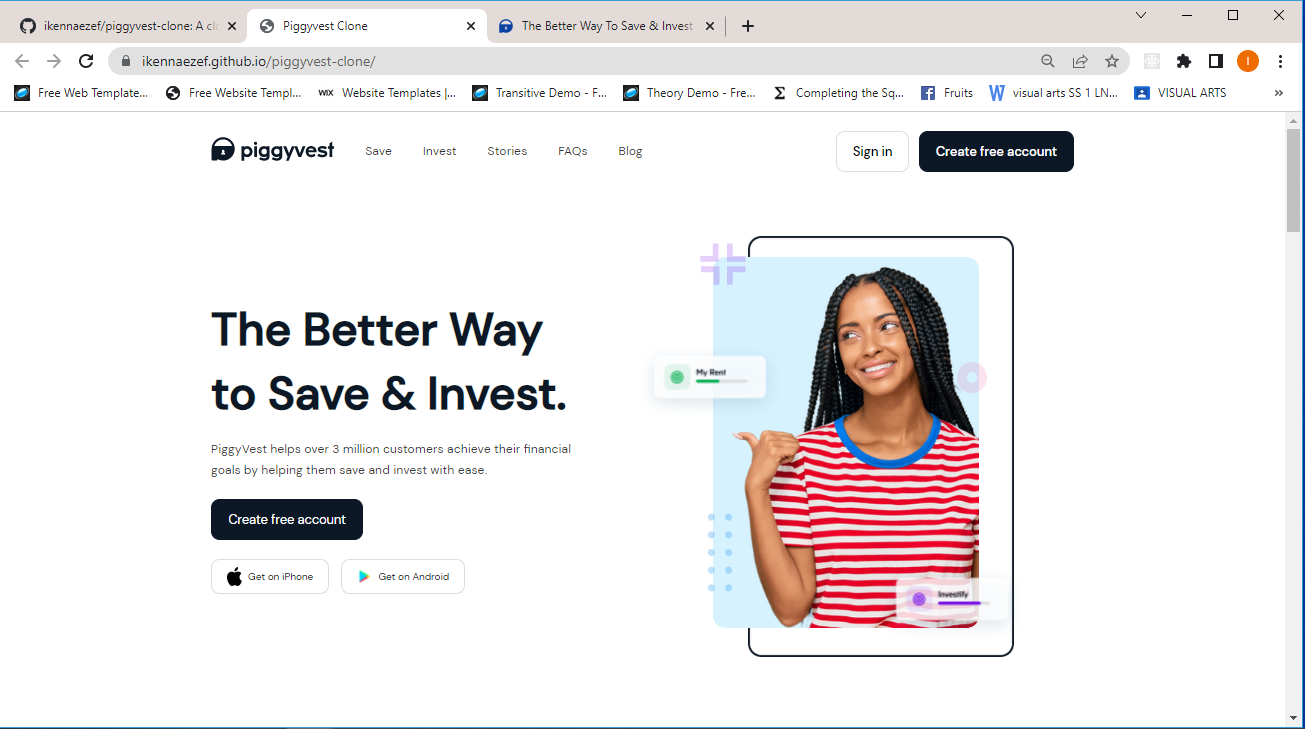 ikennaezef/piggyvest-clone: A cl
Piggyvest Clone
The Better Way To Save & Invest
ikennaezef.github.io/piggyvest-clone/
I
Free Web Template...
Free Website Templ...
WIX
Website Templates |...
Transitive Demo - F...
Theory Demo - Fre...
Completing the Sq...
Fruits
visual arts SS 1 LN...
VISUAL ARTS
piggyvest
Save
Invest
Stories
FAQs
Blog
Sign in
Create free account
The Better Way
to Save & Invest.
PiggyVest helps over 3 million customers achieve their financial
goals by helping them save and invest with ease.
Create free account
Get on iPhone
Get on Android
My Rent
Investify